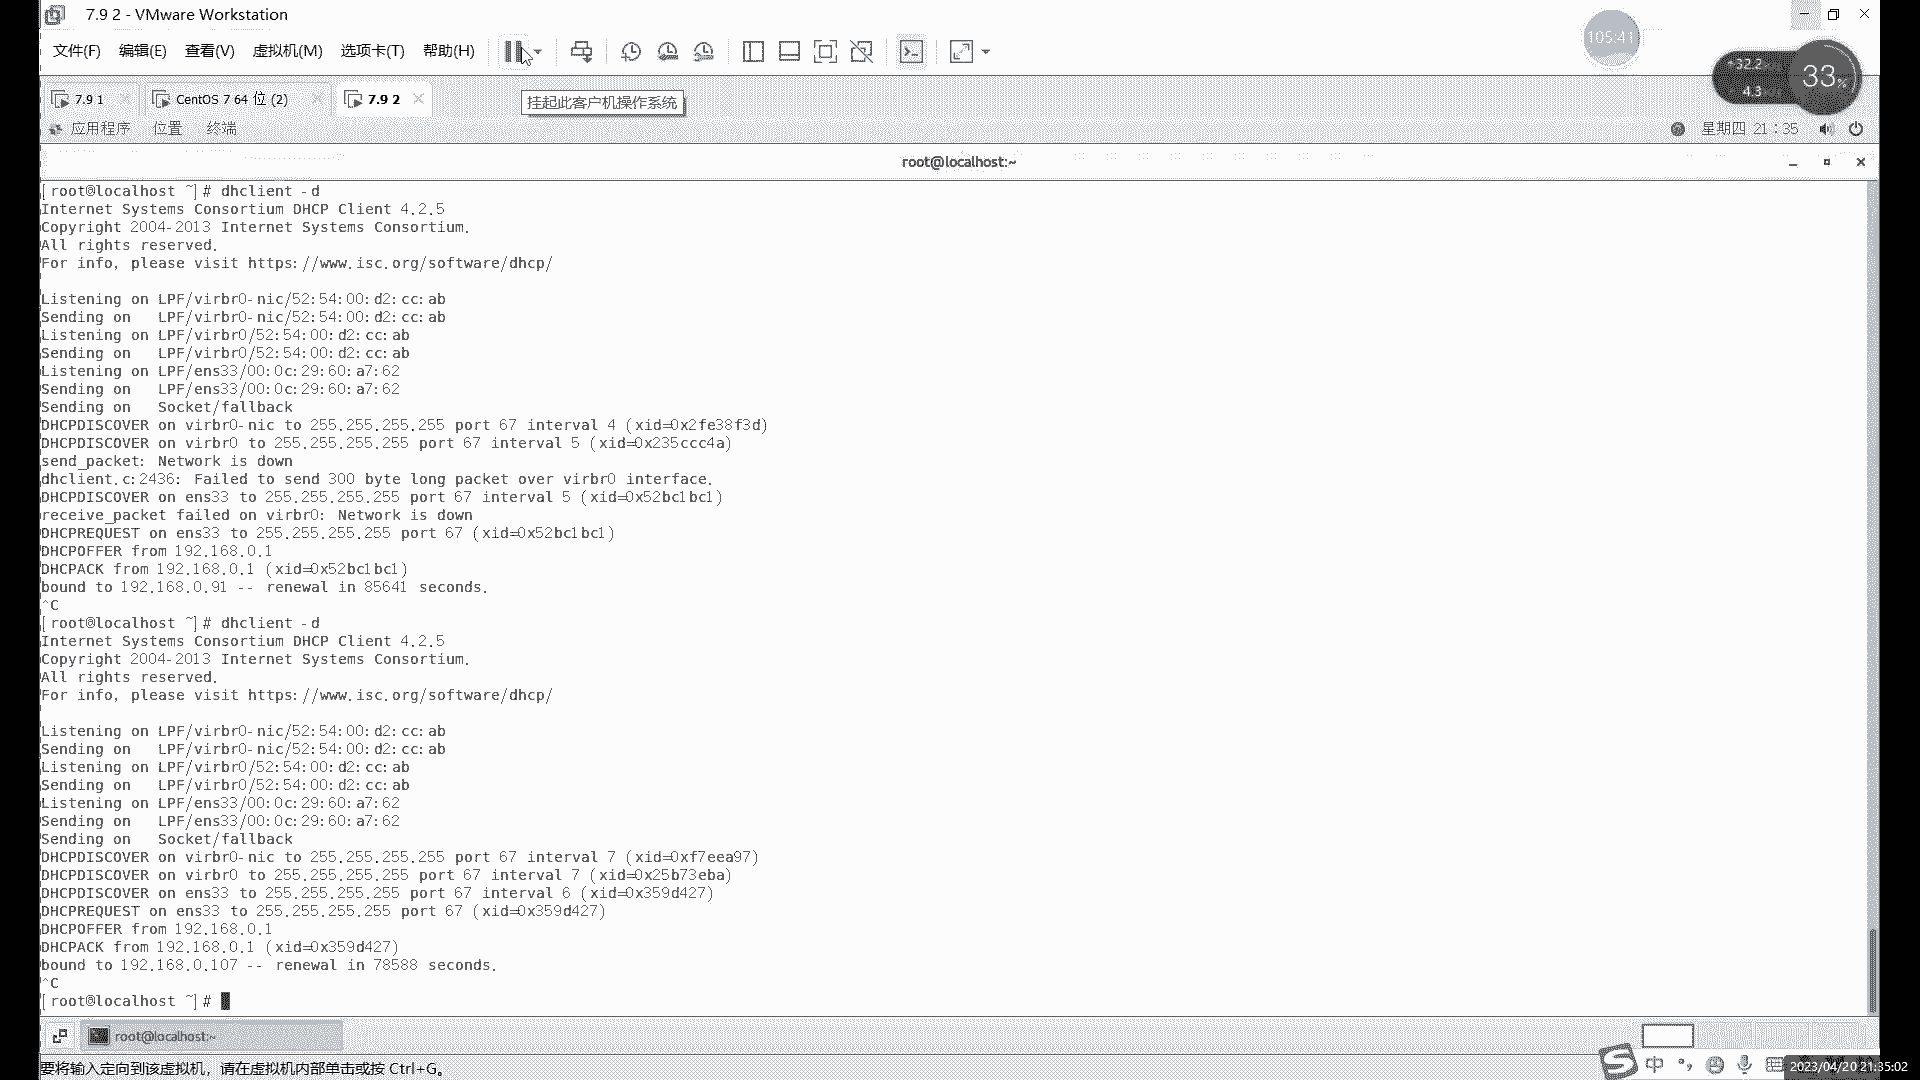 7.9 2 - VMware Workstation
文件(F) 编辑(E) 查看(V) 虚拟机(M) 选项卡(T) 帮助(H)
105:41
32.2
4.3
33%
7.9 1
CentOS 7 64 位 (2)
7.9 2
挂起此客户机操作系统
应用程序 位置 终端
星期四 21：35
root@localhost:~
[root@localhost ~]# dhclient -d
Internet Systems Consortium DHCP Client 4.2.5
Copyright 2004-2013 Internet Systems Consortium.
All rights reserved.
For info, please visit https://www.isc.org/software/dhcp/
Listening on LPF/virbr0-nic/52:54:00:d2:cc:ab
Sending on   LPF/virbr0-nic/52:54:00:d2:cc:ab
Listening on LPF/virbr0/52:54:00:d2:cc:ab
Sending on   LPF/virbr0/52:54:00:d2:cc:ab
Listening on LPF/ens33/00:0c:29:60:a7:62
Sending on   LPF/ens33/00:0c:29:60:a7:62
Sending on   Socket/fallback
DHCPDISCOVER on virbr0-nic to 255.255.255.255 port 67 interval 4 (xid=0x2fe38f3d)
DHCPDISCOVER on virbr0 to 255.255.255.255 port 67 interval 5 (xid=0x235ccc4a)
send_packet: Network is down
dhclient.c:2436: Failed to send 300 byte long packet over virbr0 interface.
DHCPDISCOVER on ens33 to 255.255.255.255 port 67 interval 5 (xid=0x52bc1bc1)
receive_packet failed on virbr0: Network is down
DHCPREQUEST on ens33 to 255.255.255.255 port 67 (xid=0x52bc1bc1)
DHCPOFFER from 192.168.0.1
DHCPACK from 192.168.0.1 (xid=0x52bc1bc1)
bound to 192.168.0.91 -- renewal in 85641 seconds.
^C
[root@localhost ~]# dhclient -d
Internet Systems Consortium DHCP Client 4.2.5
Copyright 2004-2013 Internet Systems Consortium.
All rights reserved.
For info, please visit https://www.isc.org/software/dhcp/
Listening on LPF/virbr0-nic/52:54:00:d2:cc:ab
Sending on   LPF/virbr0-nic/52:54:00:d2:cc:ab
Listening on LPF/virbr0/52:54:00:d2:cc:ab
Sending on   LPF/virbr0/52:54:00:d2:cc:ab
Listening on LPF/ens33/00:0c:29:60:a7:62
Sending on   LPF/ens33/00:0c:29:60:a7:62
Sending on   Socket/fallback
DHCPDISCOVER on virbr0-nic to 255.255.255.255 port 67 interval 7 (xid=0xf7eea97)
DHCPDISCOVER on virbr0 to 255.255.255.255 port 67 interval 7 (xid=0x25b73eba)
DHCPDISCOVER on ens33 to 255.255.255.255 port 67 interval 6 (xid=0x359d427)
DHCPREQUEST on ens33 to 255.255.255.255 port 67 (xid=0x359d427)
DHCPOFFER from 192.168.0.1
DHCPACK from 192.168.0.1 (xid=0x359d427)
bound to 192.168.0.107 -- renewal in 78588 seconds.
^C
[root@localhost ~]#
root@localhost:~
要将输入定向到该虚拟机，请在虚拟机内部单击或按 Ctrl+G。
中
2023/04/20 21:35:02